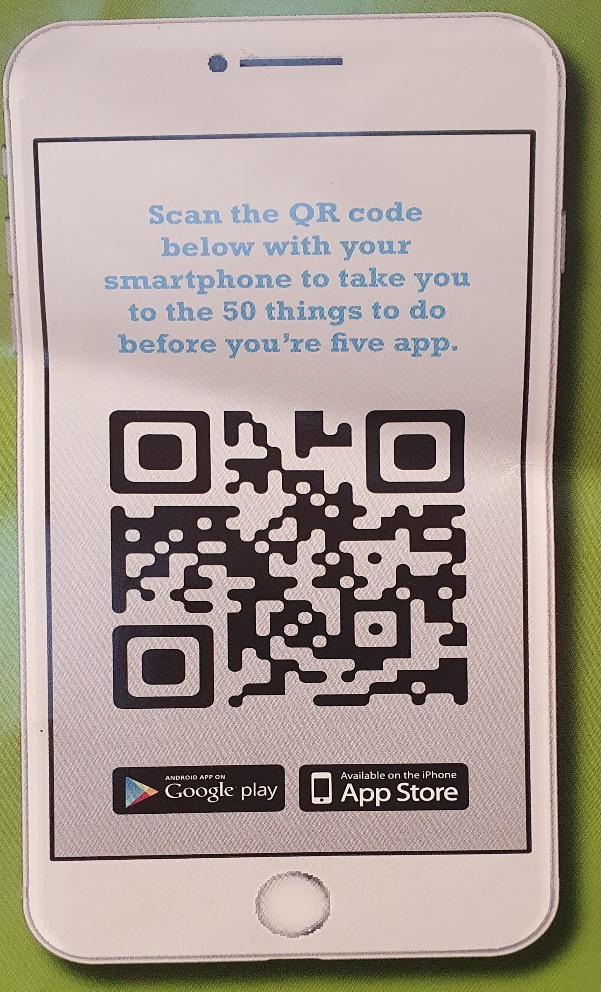 Scan the QR code
below with your
smartphone to take you
to the 50 things to do
before you're five app.
ANDROID APP ON
Google play
Available on the iPhone
App Store